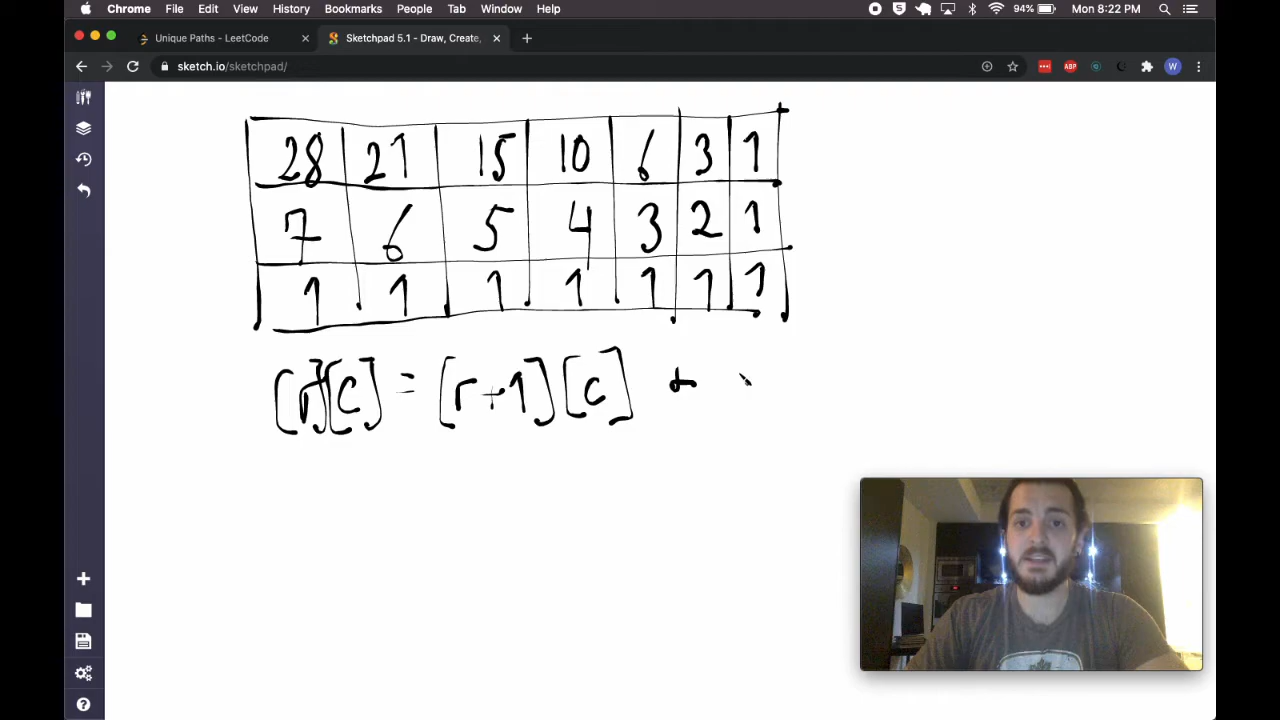 Chrome File Edit View History Bookmarks People Tab Window Help 94% Mon 8:22 PM
Unique Paths - LeetCode Sketchpad 5.1 - Draw, Create,
sketch.io/sketchpad/ ABP W
28 21 15 10 6 3 1
7 6 5 4 3 2 1
1 1 1 1 1 1 1
[r][c] = [r+1][c] +